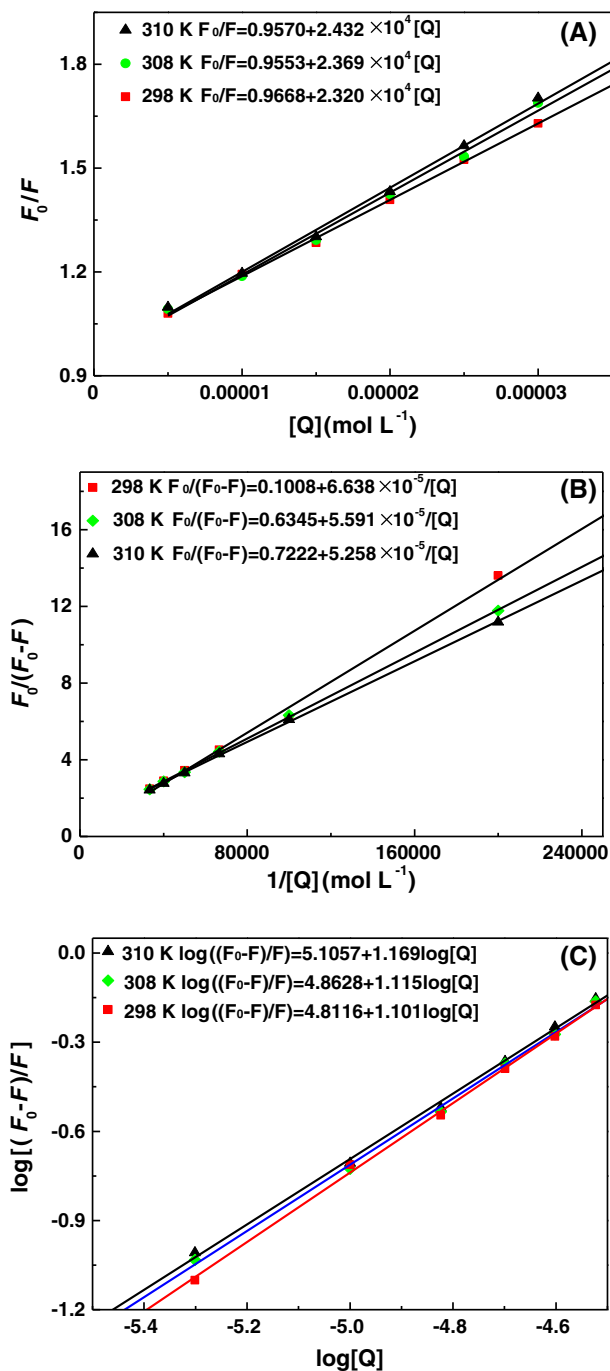 (A)
310 K F₀/F=0.9570+2.432 ×10⁴ [Q]
308 K F₀/F=0.9553+2.369 ×10⁴ [Q]
298 K F₀/F=0.9668+2.320 ×10⁴ [Q]
F₀/F
1.8
1.5
1.2
0.9
0 0.00001 0.00002 0.00003
[Q](mol L⁻¹)
(B)
298 K F₀/(F₀-F)=0.1008+6.638 ×10⁻⁵/[Q]
308 K F₀/(F₀-F)=0.6345+5.591 ×10⁻⁵/[Q]
310 K F₀/(F₀-F)=0.7222+5.258 ×10⁻⁵/[Q]
F₀/(F₀-F)
16
12
8
4
0
80000 160000 240000
1/[Q](mol L⁻¹)
(C)
310 K log((F₀-F)/F)=5.1057+1.169log[Q]
308 K log((F₀-F)/F)=4.8628+1.115log[Q]
298 K log((F₀-F)/F)=4.8116+1.101log[Q]
log[(F₀-F)/F]
0.0
-0.3
-0.6
-0.9
-1.2
-5.4 -5.2 -5.0 -4.8 -4.6
log[Q]